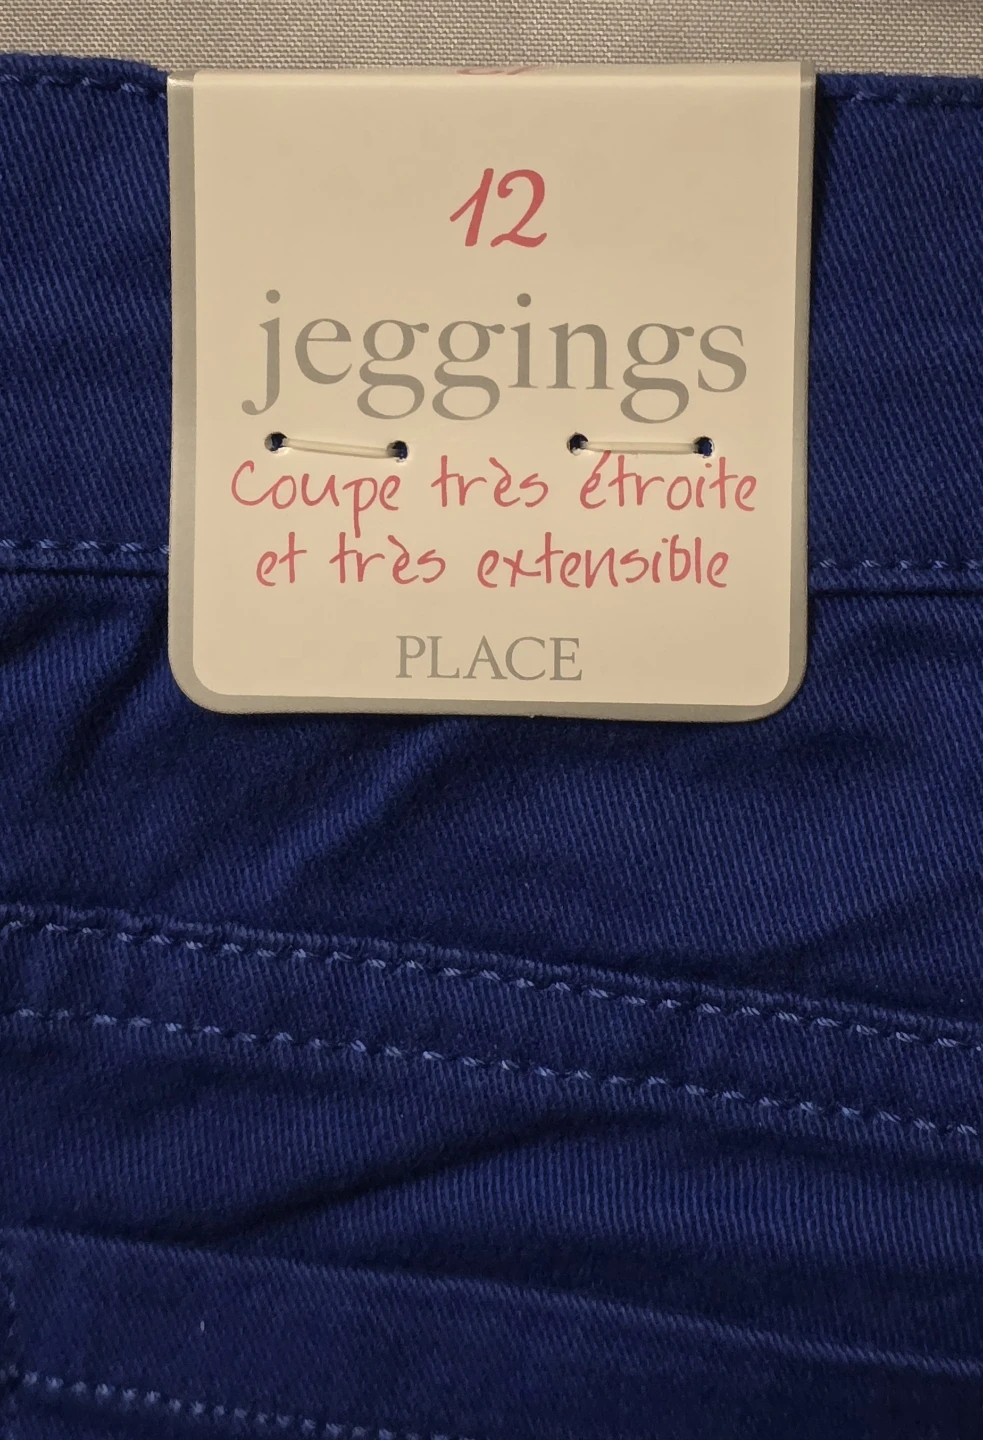 12
jeggings
Coupe très étroite
et très extensible
PLACE